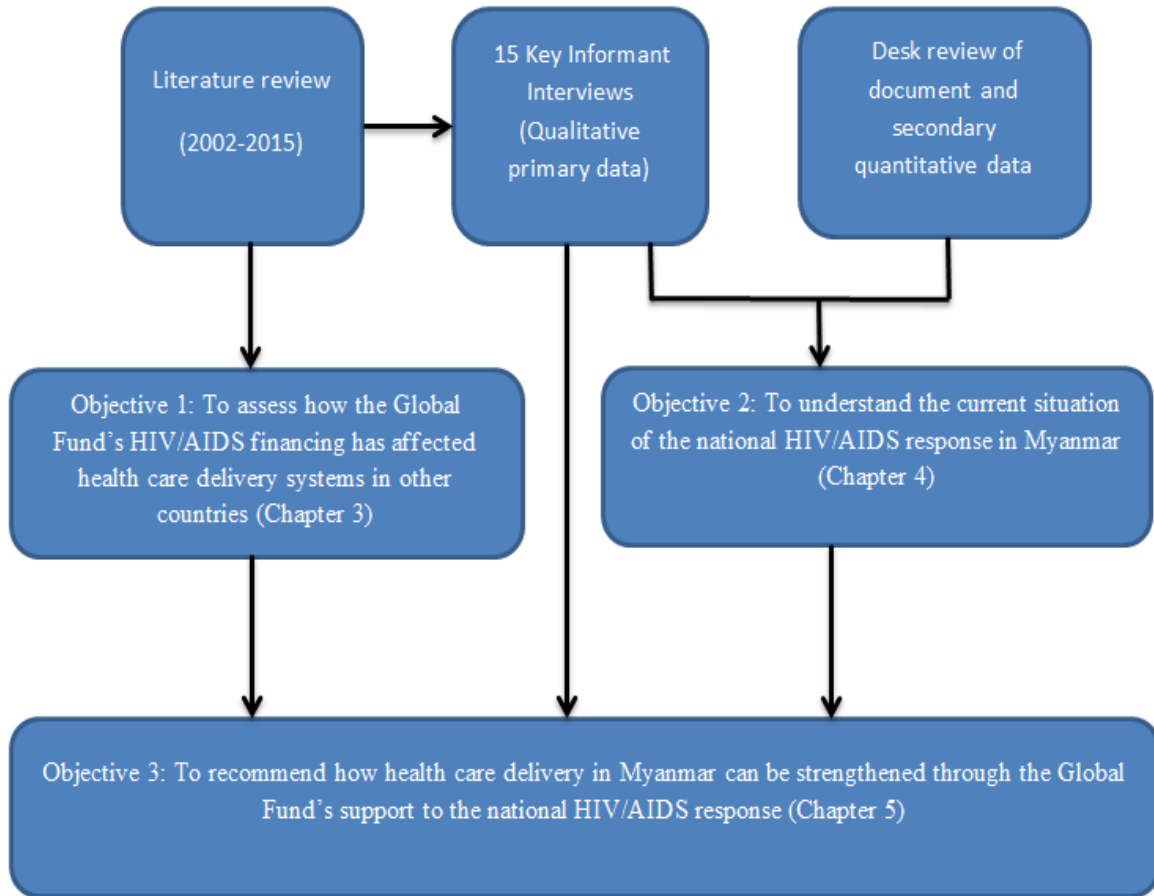 Literature review
(2002-2015)
15 Key Informant
Interviews
(Qualitative
primary data)
Desk review of
document and
secondary
quantitative data
Objective 1: To assess how the Global
Fund’s HIV/AIDS financing has affected
health care delivery systems in other
countries (Chapter 3)
Objective 2: To understand the current situation
of the national HIV/AIDS response in Myanmar
(Chapter 4)
Objective 3: To recommend how health care delivery in Myanmar can be strengthened through the Global
Fund’s support to the national HIV/AIDS response (Chapter 5)